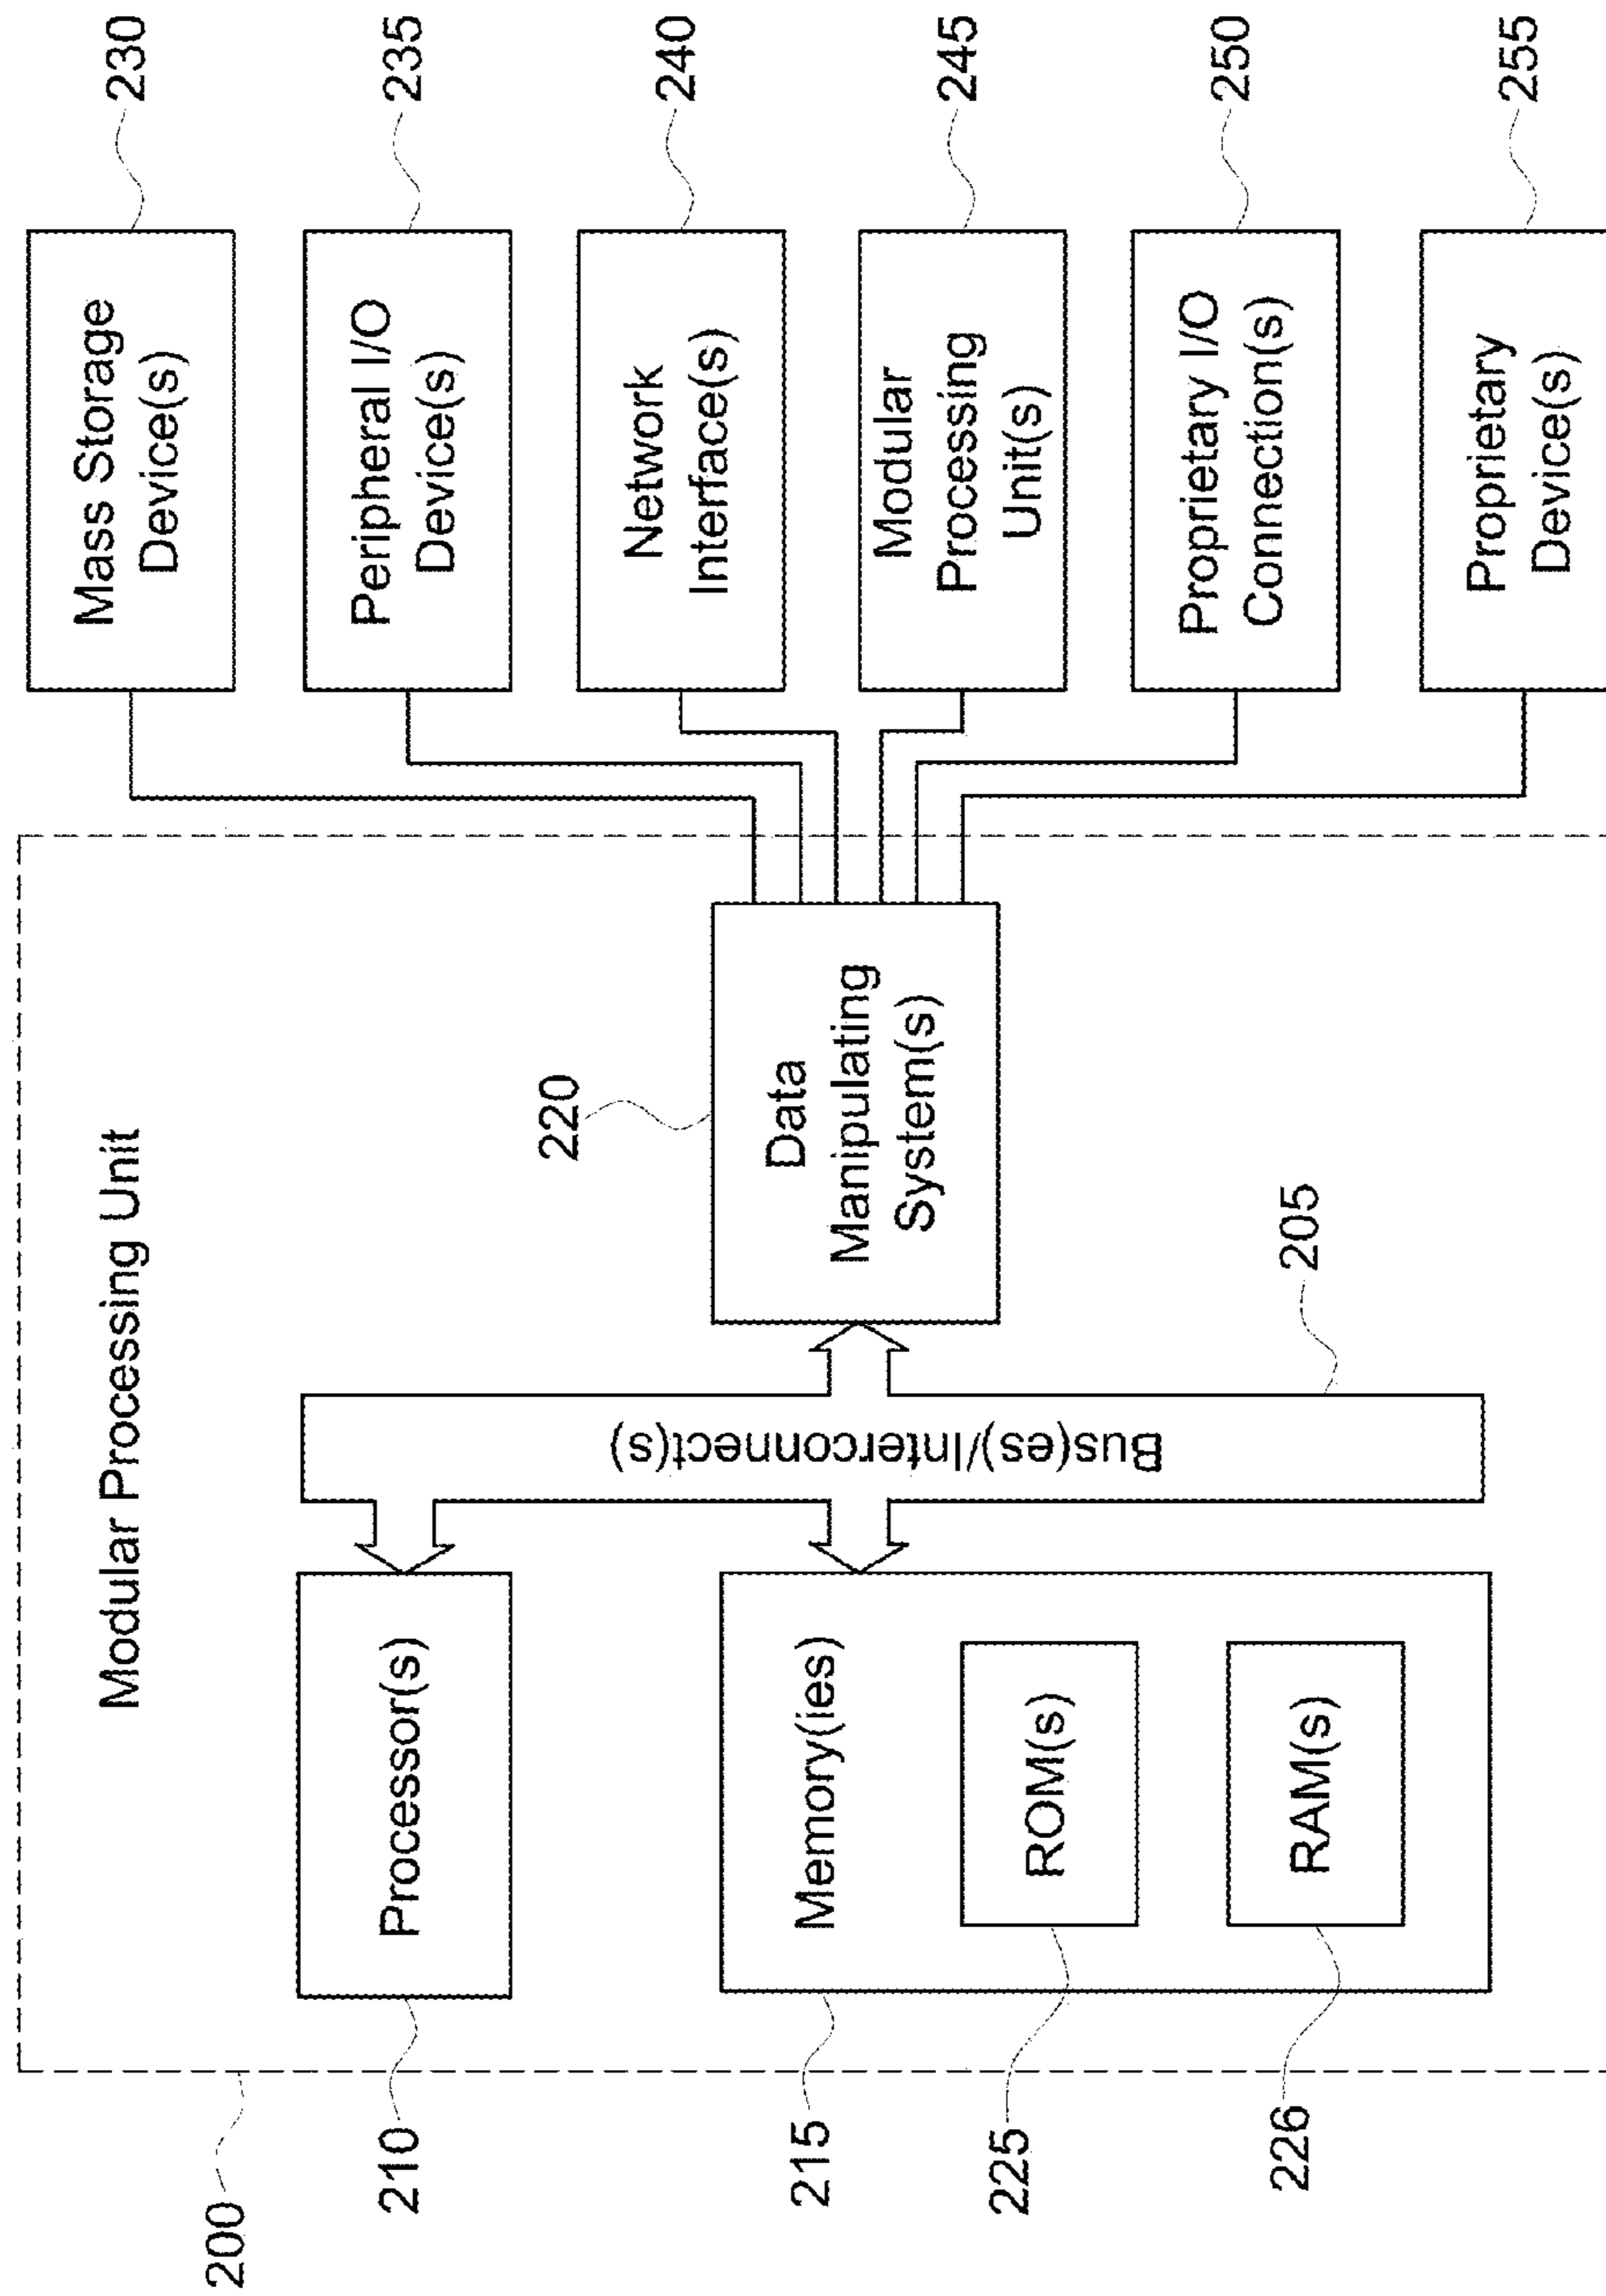 Modular Processing Unit
200
Processor(s)
210
Memory(ies)
215
ROM(s)
225
RAM(s)
226
Bus(es)/Interconnect(s)
205
Data
Manipulating
System(s)
220
Mass Storage
Device(s)
230
Peripheral I/O
Device(s)
235
Network
Interface(s)
240
Modular
Processing
Unit(s)
245
Proprietary I/O
Connection(s)
250
Proprietary
Device(s)
255